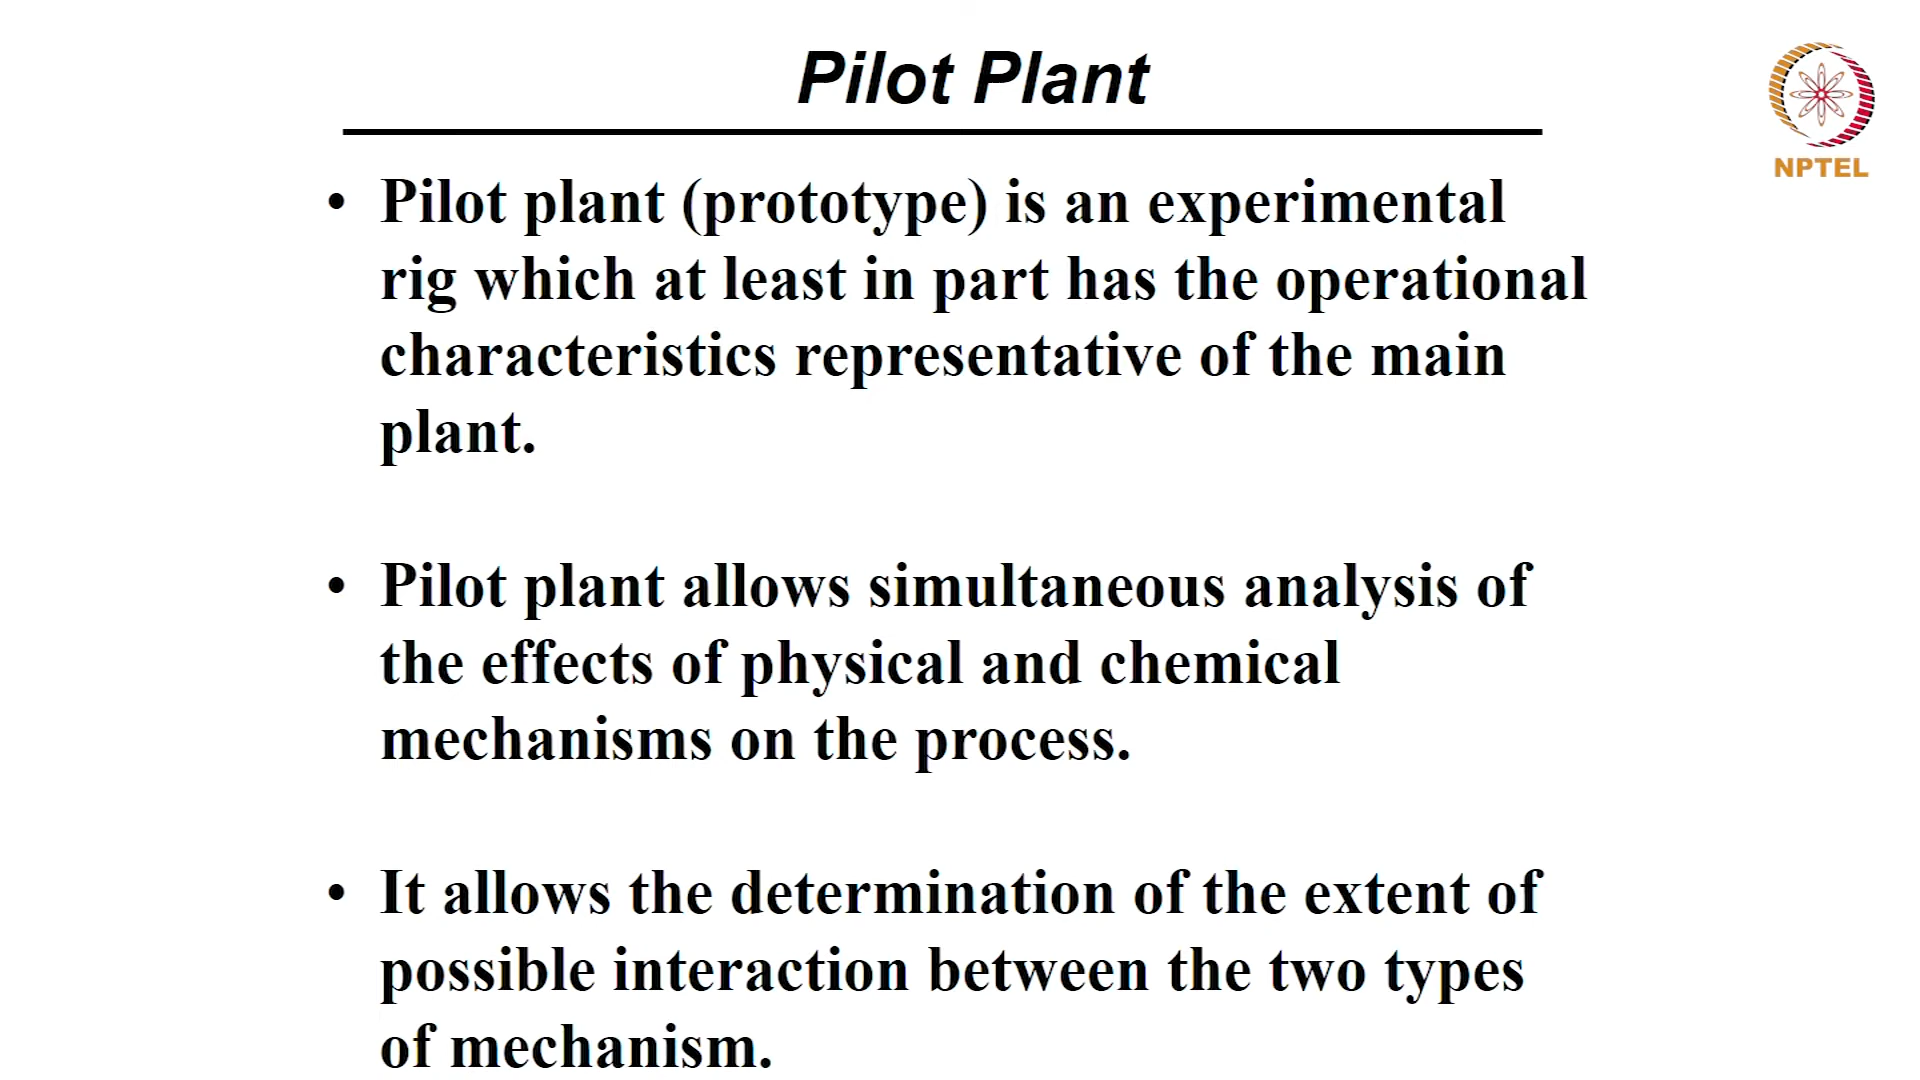 Pilot Plant
NPTEL
• Pilot plant (prototype) is an experimental
rig which at least in part has the operational
characteristics representative of the main
plant.
• Pilot plant allows simultaneous analysis of
the effects of physical and chemical
mechanisms on the process.
• It allows the determination of the extent of
possible interaction between the two types
of mechanism.